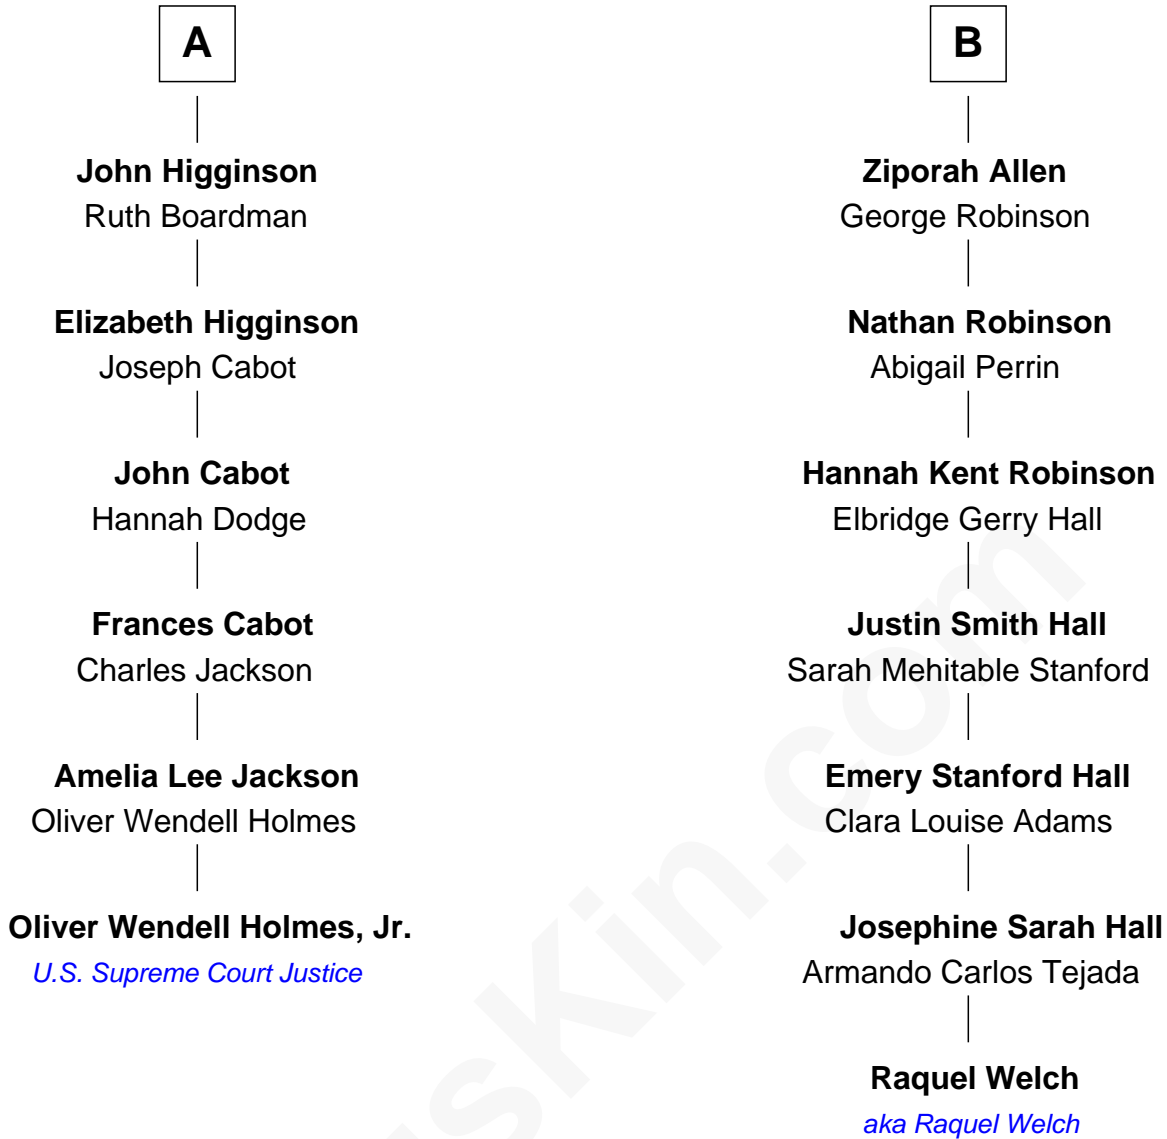 A
John Higginson
Ruth Boardman
Elizabeth Higginson
Joseph Cabot
John Cabot
Hannah Dodge
Frances Cabot
Charles Jackson
Amelia Lee Jackson
Oliver Wendell Holmes
Oliver Wendell Holmes, Jr.
U.S. Supreme Court Justice
B
Ziporah Allen
George Robinson
Nathan Robinson
Abigail Perrin
Hannah Kent Robinson
Elbridge Gerry Hall
Justin Smith Hall
Sarah Mehitable Stanford
Emery Stanford Hall
Clara Louise Adams
Josephine Sarah Hall
Armando Carlos Tejada
Raquel Welch
aka Raquel Welch